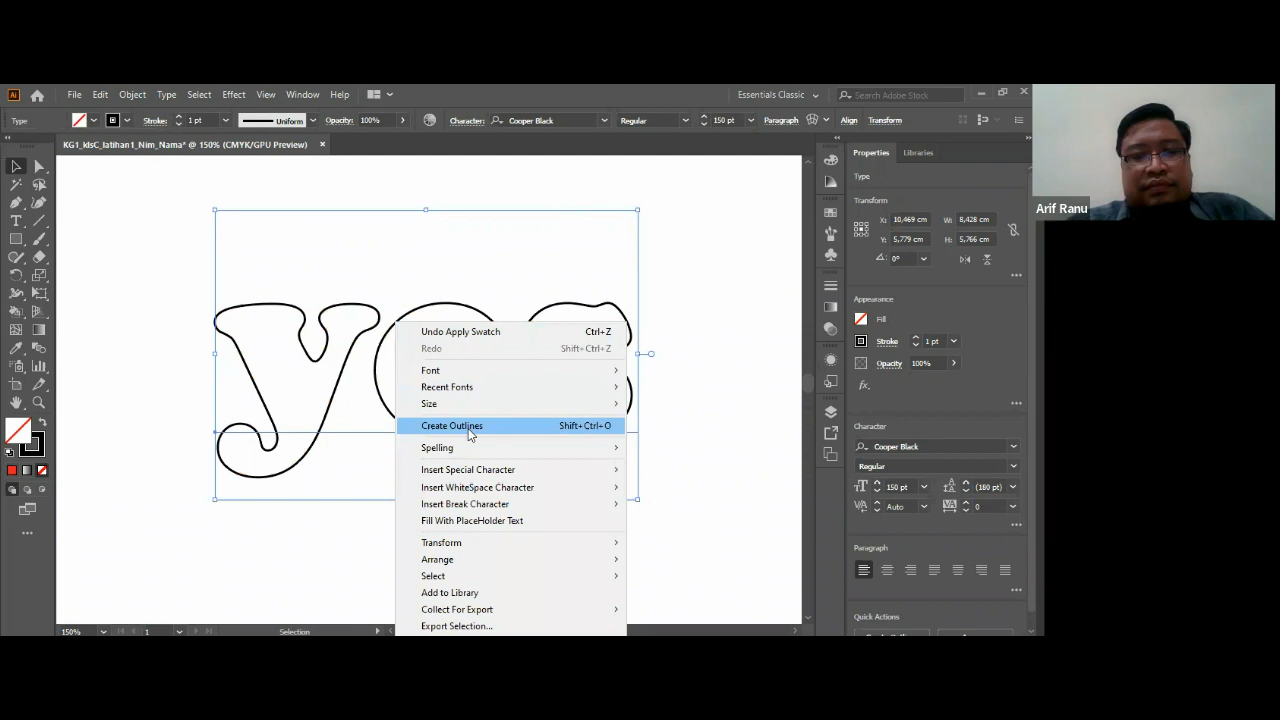 Ai File Edit Object Type Select Effect View Window Help Essentials Classic Search Adobe Stock
Type Stroke: 1 pt Uniform Opacity: 100% Character: Cooper Black Regular 150 pt Paragraph Align Transform
KG1_klsC_latihan1_Nim_Nama* @ 150% (CMYK/GPU Preview)
Properties Libraries
Type
Arif Ranu
Transform
X: 10,469 cm W: 8,428 cm
Y: 5,779 cm H: 5,766 cm
0°
Appearance
Fill
Stroke 1 pt
Opacity 100%
fx
Character
Cooper Black
Regular
150 pt (180 pt)
Auto 0
Paragraph
Quick Actions
Undo Apply Swatch Ctrl+Z
Redo Shift+Ctrl+Z
Font
Recent Fonts
Size
Create Outlines Shift+Ctrl+O
Spelling
Insert Special Character
Insert WhiteSpace Character
Insert Break Character
Fill With PlaceHolder Text
Transform
Arrange
Select
Add to Library
Collect For Export
Export Selection...
150% 1 Selection